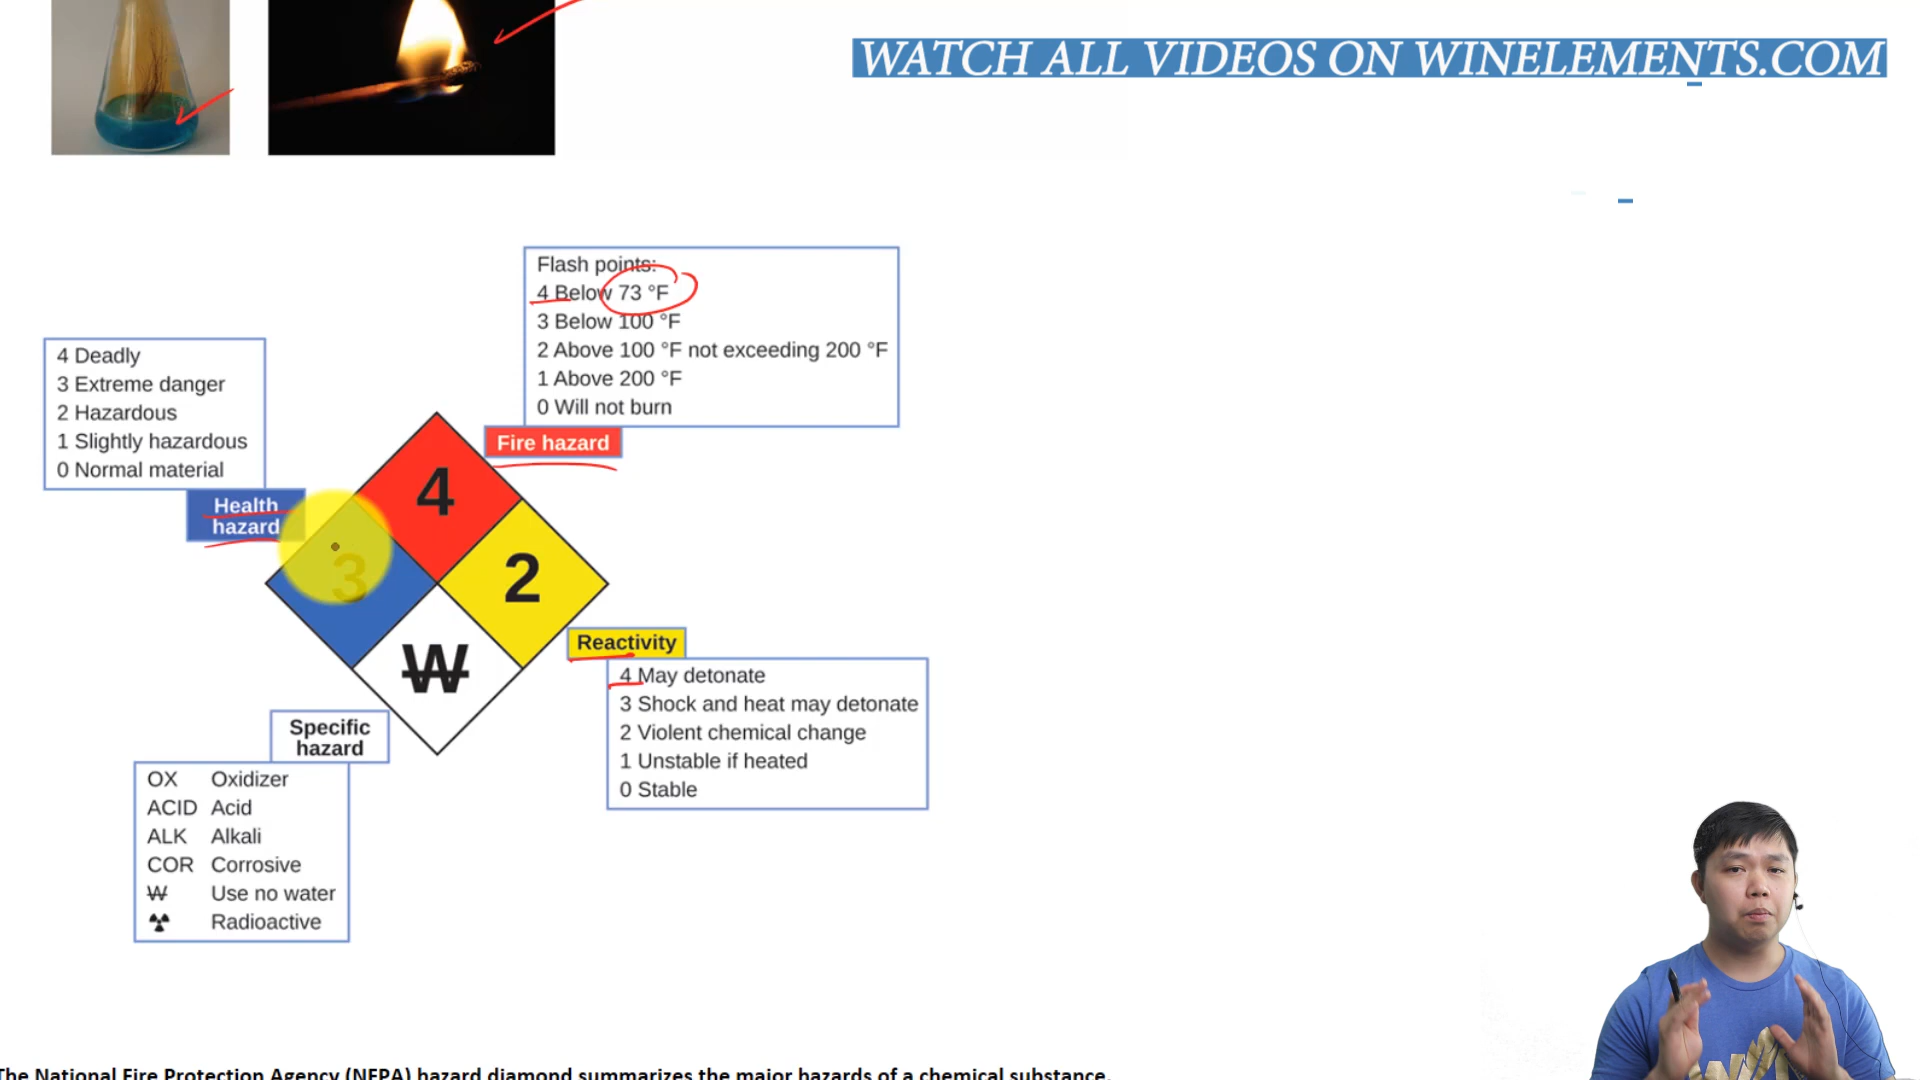 WATCH ALL VIDEOS ON WINELEMENTS.COM
Flash points:
4 Below 73 °F
3 Below 100 °F
2 Above 100 °F not exceeding 200 °F
1 Above 200 °F
0 Will not burn
Fire hazard
4 Deadly
3 Extreme danger
2 Hazardous
1 Slightly hazardous
0 Normal material
Health
hazard
4
3
2
W
Reactivity
4 May detonate
3 Shock and heat may detonate
2 Violent chemical change
1 Unstable if heated
0 Stable
Specific
hazard
OX Oxidizer
ACID Acid
ALK Alkali
COR Corrosive
W Use no water
Radioactive
The National Fire Protection Agency (NFPA) hazard diamond summarizes the major hazards of a chemical substance.